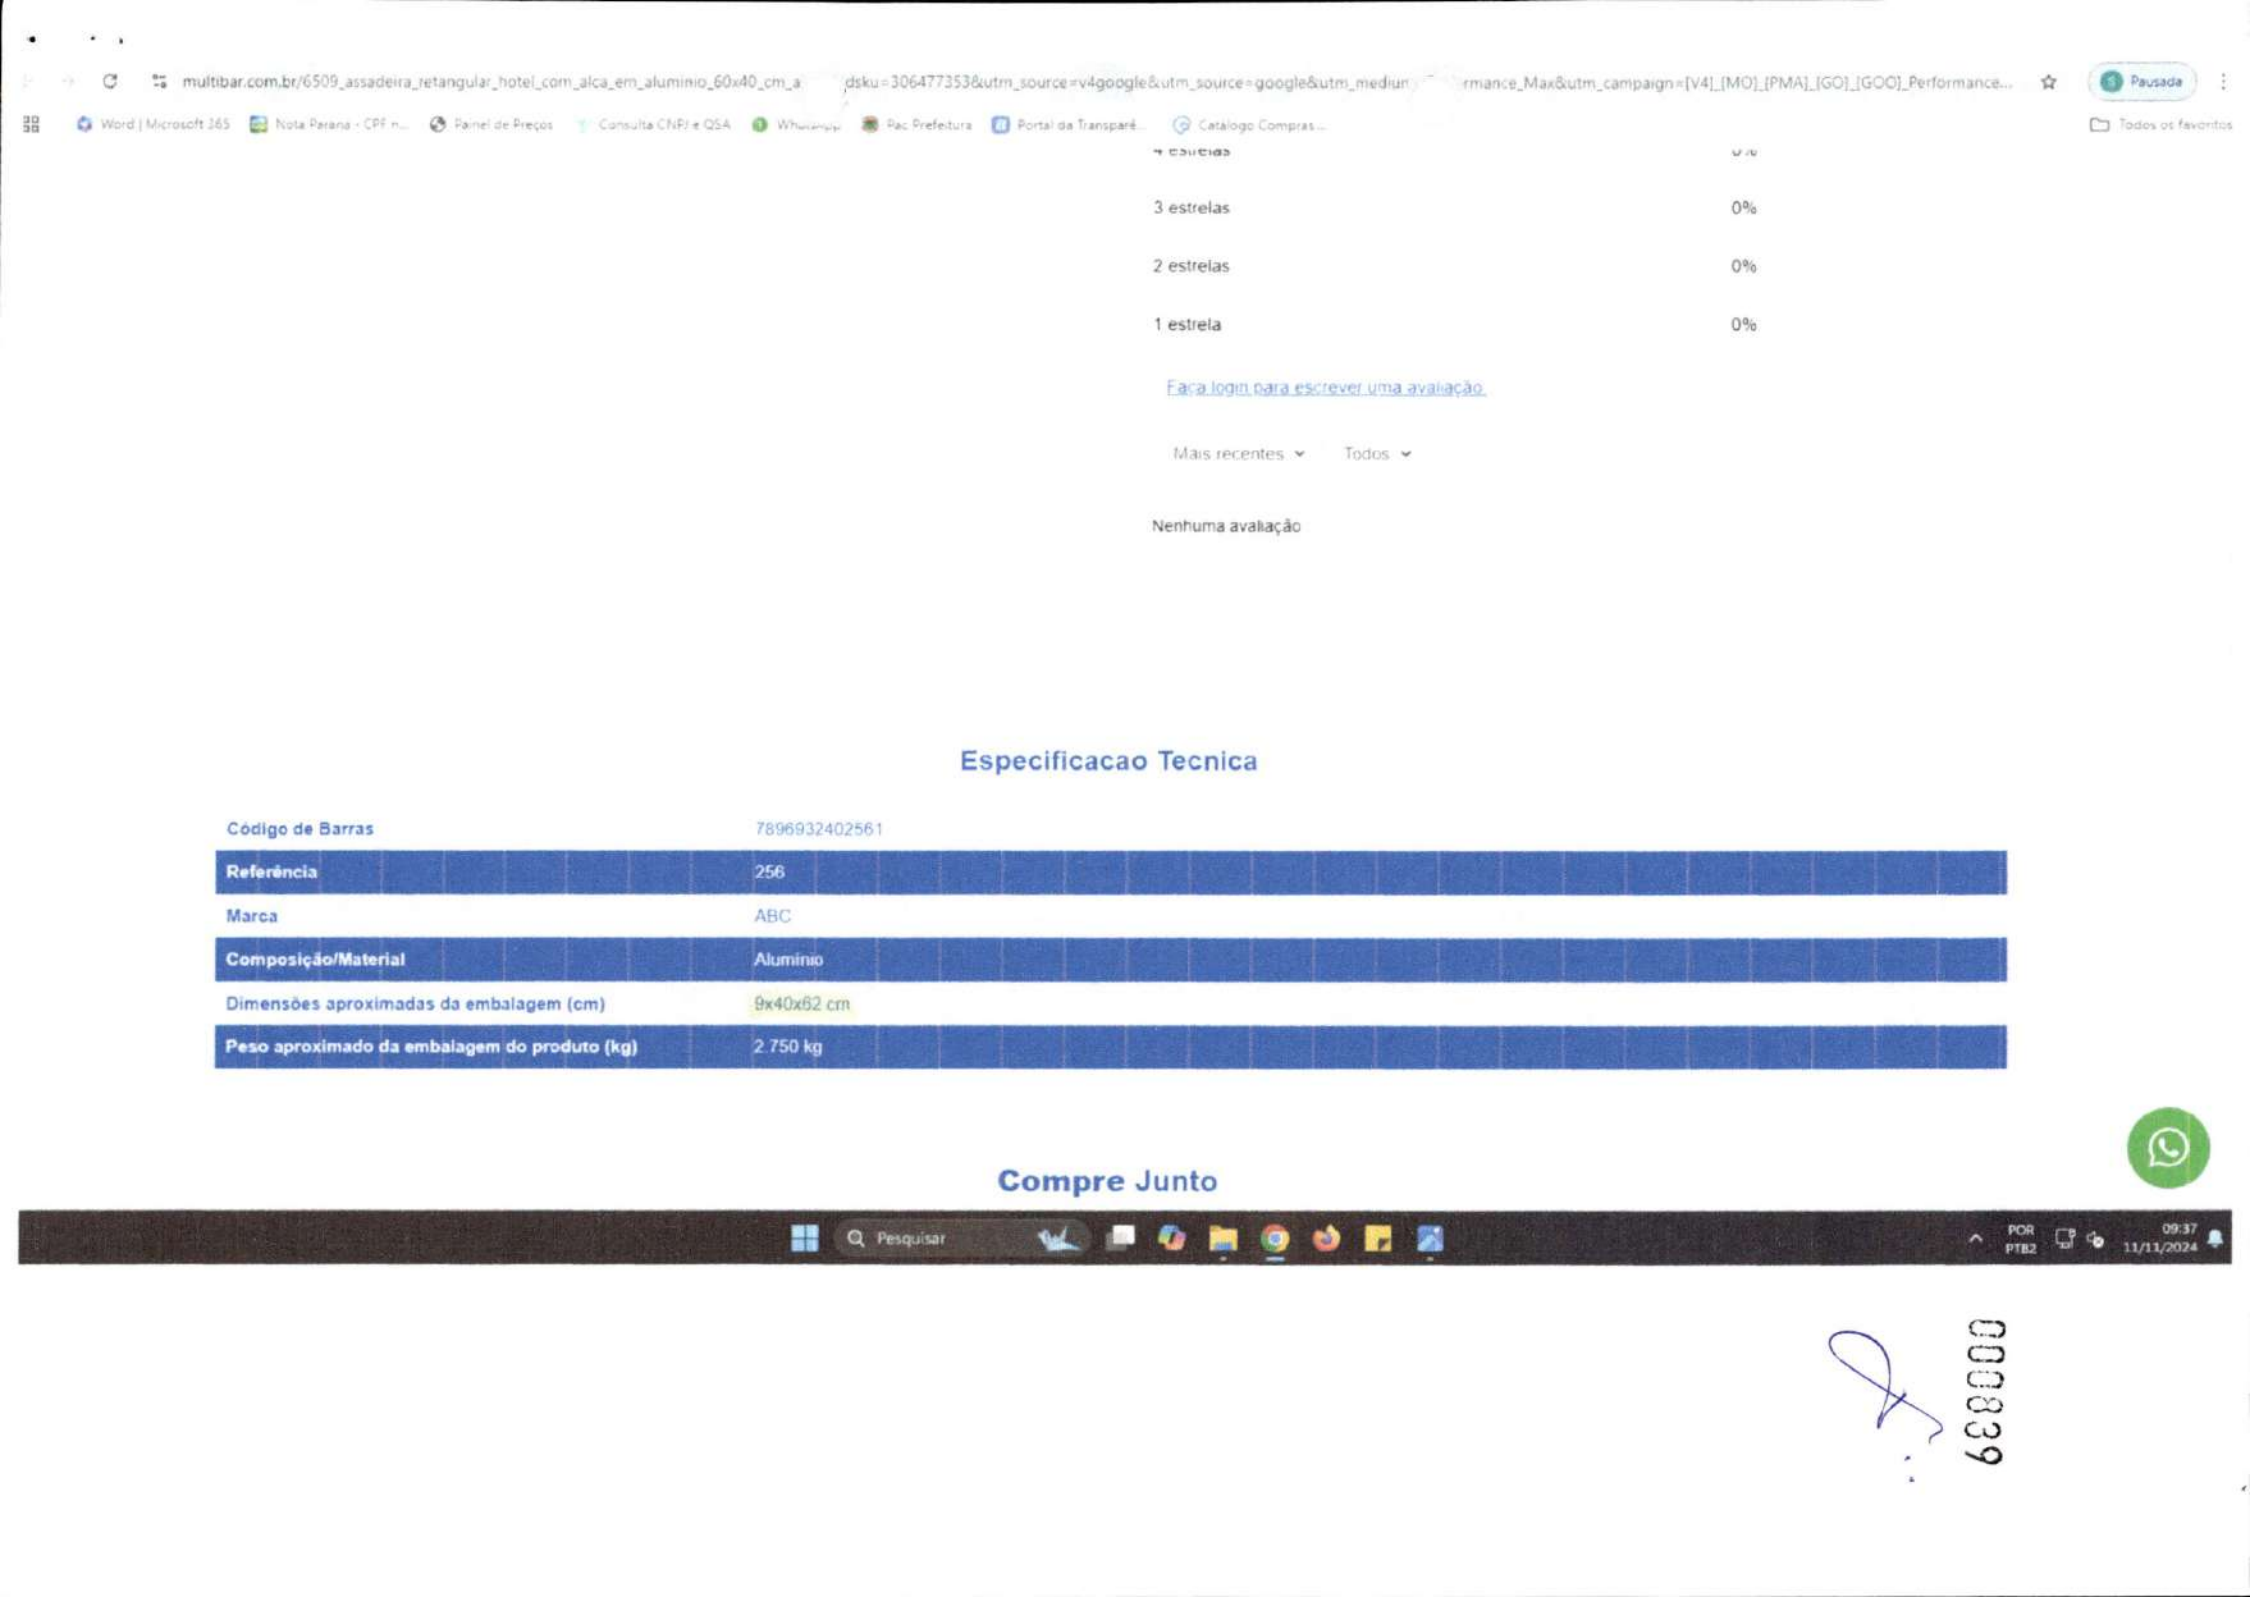 multibar.com.br/6509_assadeira_retangular_hotel_com_alca_em_aluminio_60x40_cm_a dsku=306477353&utm_source=v4google&utm_source=google&utm_medium rmance_Max&utm_campaign=[V4]_[MO]_[PMA]_[GO]_[GOO]_Performance... Pausada
Word | Microsoft 365 Nota Parana - CPF n... Painel de Preços Consulta CNPJ e QSA WhatsApp Pac Prefeitura Portal da Transparê... Catálogo Compras... Todos os favoritos
4 estrelas 0%
3 estrelas 0%
2 estrelas 0%
1 estrela 0%
Faça login para escrever uma avaliação.
Mais recentes Todos
Nenhuma avaliação
Especificacao Tecnica
Código de Barras 7896932402561
Referência 256
Marca ABC
Composição/Material Alumínio
Dimensões aproximadas da embalagem (cm) 9x40x62 cm
Peso aproximado da embalagem do produto (kg) 2.750 kg
Compre Junto
Pesquisar
POR
PTB2
09:37
11/11/2024
000839